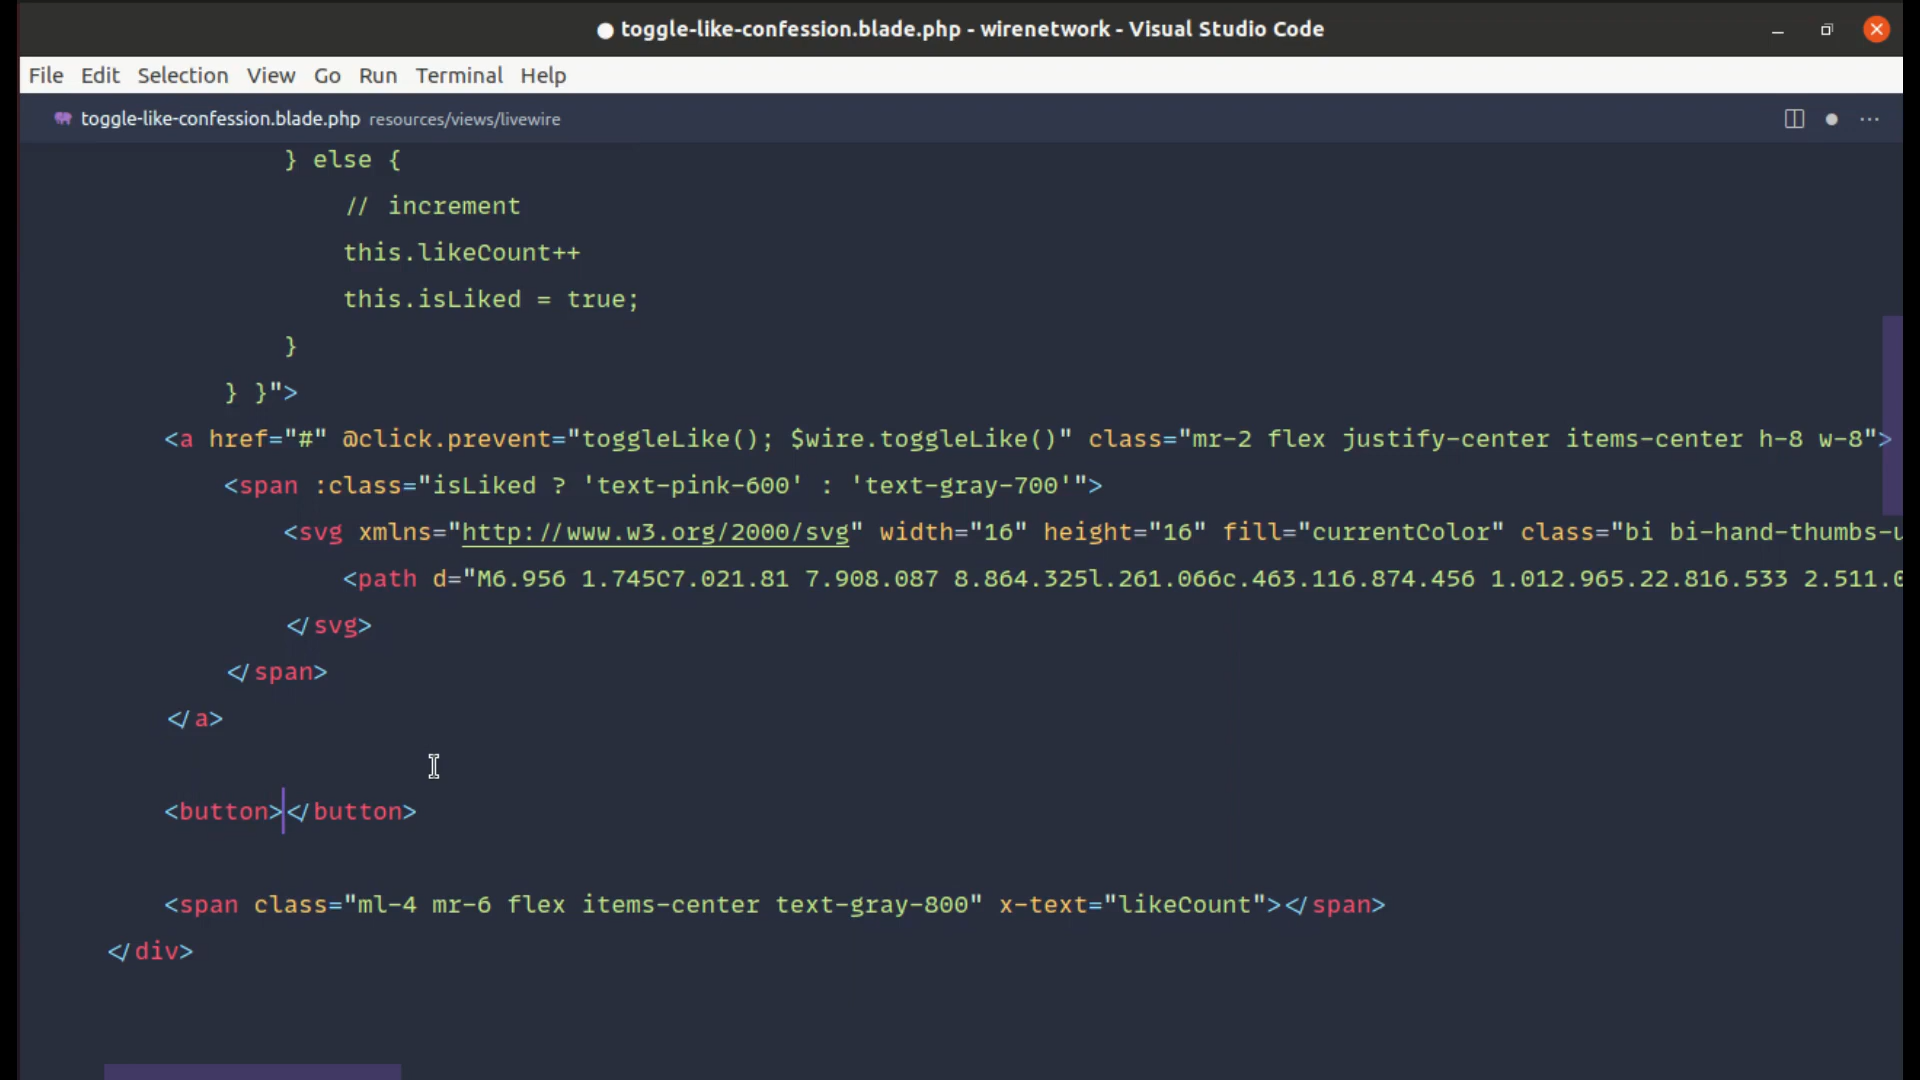 ● toggle-like-confession.blade.php - wirenetwork - Visual Studio Code
File Edit Selection View Go Run Terminal Help
toggle-like-confession.blade.php resources/views/livewire
} else {
// increment
this.likeCount++
this.isLiked = true;
}
} }">
<a href="#" @click.prevent="toggleLike(); $wire.toggleLike()" class="mr-2 flex justify-center items-center h-8 w-8">
<span :class="isLiked ? 'text-pink-600' : 'text-gray-700'">
<svg xmlns="http://www.w3.org/2000/svg" width="16" height="16" fill="currentColor" class="bi bi-hand-thumbs-u
<path d="M6.956 1.745C7.021.81 7.908.087 8.864.325l.261.066c.463.116.874.456 1.012.965.22.816.533 2.511.0
</svg>
</span>
</a>
<button></button>
<span class="ml-4 mr-6 flex items-center text-gray-800" x-text="likeCount"></span>
</div>